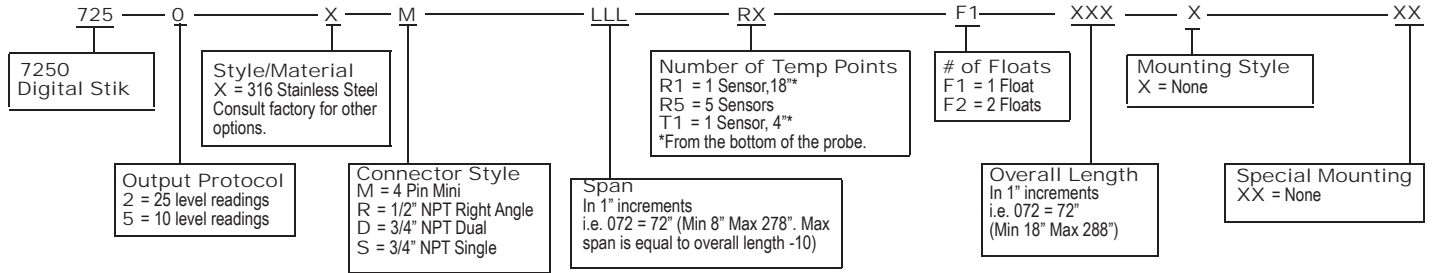 725 0 X M LLL RX F1 XXX X XX
7250
Digital Stik
Style/Material
X = 316 Stainless Steel
Consult factory for other
options.
Number of Temp Points
R1 = 1 Sensor,18"*
R5 = 5 Sensors
T1 = 1 Sensor, 4"*
*From the bottom of the probe.
# of Floats
F1 = 1 Float
F2 = 2 Floats
Mounting Style
X = None
Output Protocol
2 = 25 level readings
5 = 10 level readings
Connector Style
M = 4 Pin Mini
R = 1/2" NPT Right Angle
D = 3/4" NPT Dual
S = 3/4" NPT Single
Span
In 1" increments
i.e. 072 = 72" (Min 8" Max 278". Max
span is equal to overall length -10)
Overall Length
In 1" increments
i.e. 072 = 72"
(Min 18" Max 288")
Special Mounting
XX = None